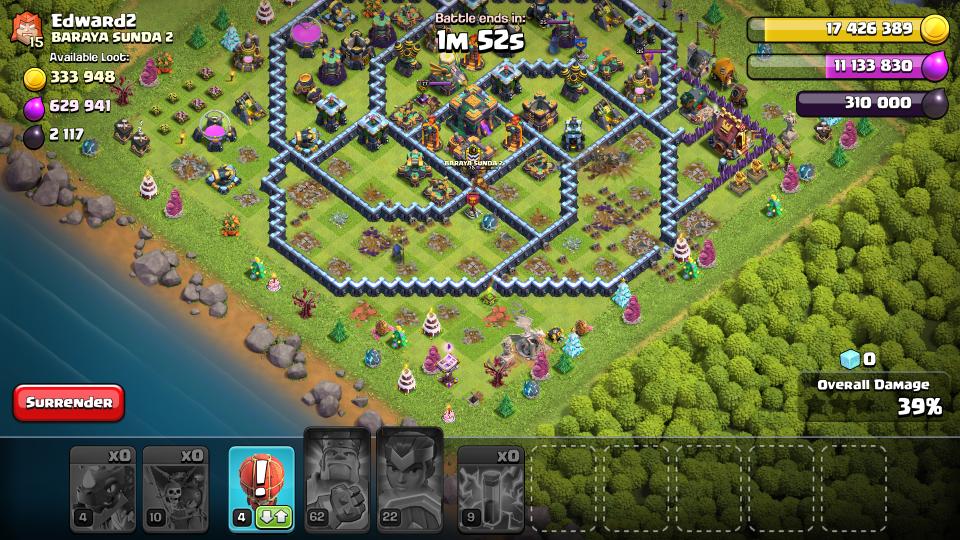 Edward2
15
BARAYA SUNDA 2
Available Loot:
333 948
629 941
2 117
Battle ends in:
1m 52s
17 426 389
11 133 830
310 000
BARAYA SUNDA 2
0
Overall Damage
39%
Surrender
x0
4
x0
10
!
4
62
22
x0
9